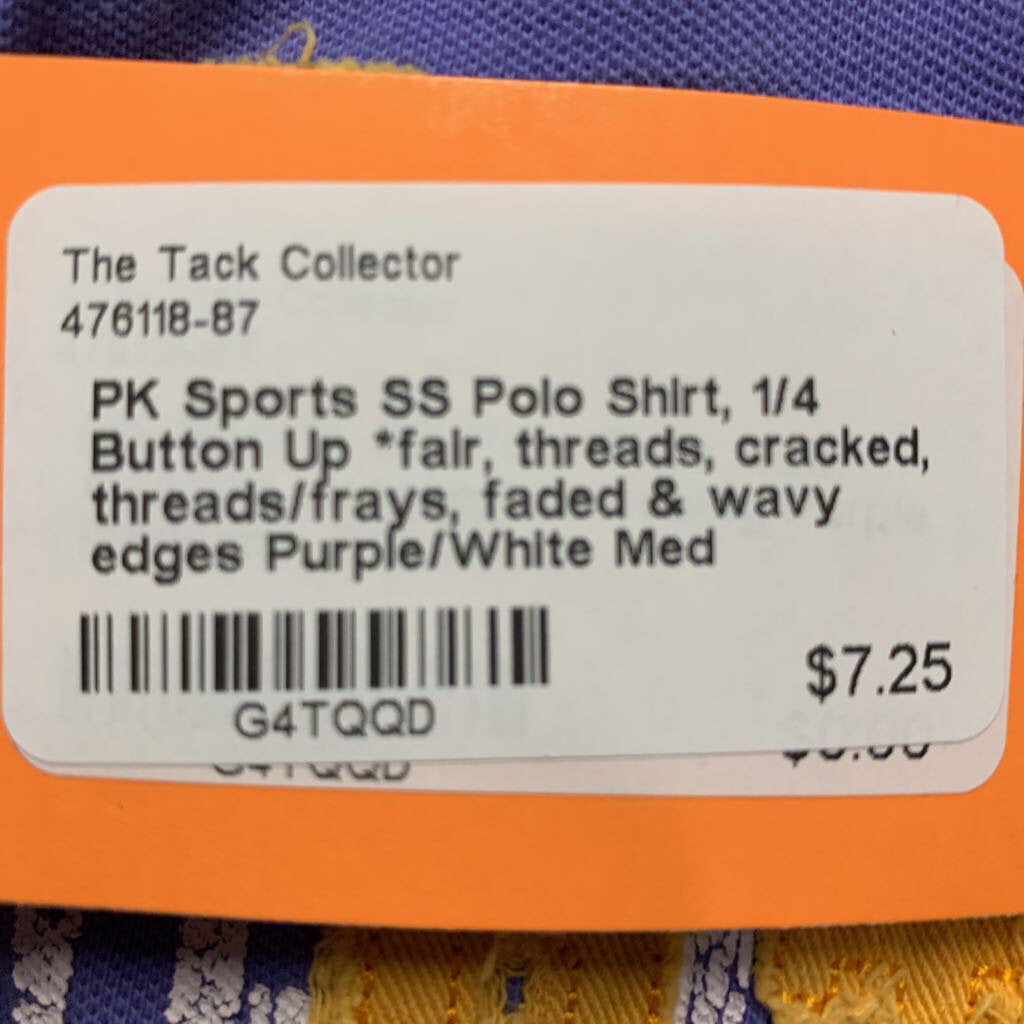 The Tack Collector
476118-87
PK Sports SS Polo Shirt, 1/4
Button Up *fair, threads, cracked,
threads/frays, faded & wavy
edges Purple/White Med
$7.25
G4TQQD
G4TQQD